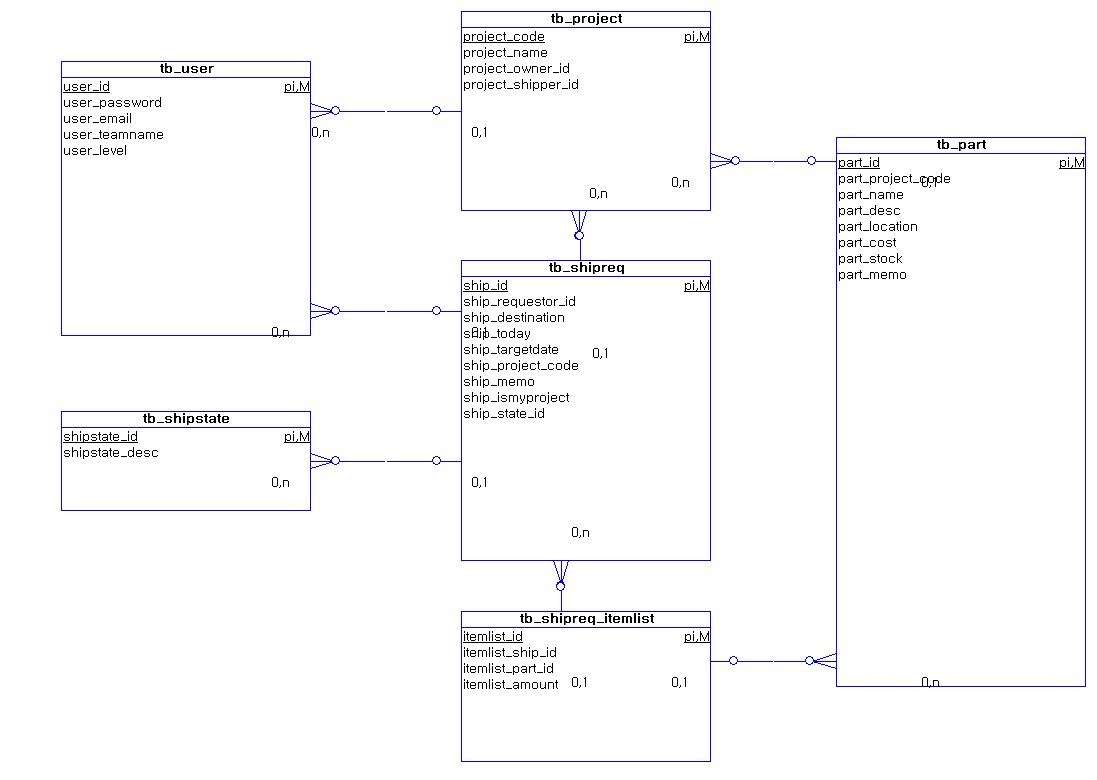 tb_project
project_code pi,M
project_name
project_owner_id
project_shipper_id
0,1
0,n
0,n
tb_user
user_id pi,M
user_password
user_email
user_teamname
user_level
0,n
0,n
tb_part
part_id pi,M
part_project_code
0,1
part_name
part_desc
part_location
part_cost
part_stock
part_memo
0,n
tb_shipreq
ship_id pi,M
ship_requestor_id
ship_destination
ship_today
0,1
ship_targetdate
0,1
ship_project_code
ship_memo
ship_ismyproject
ship_state_id
0,1
0,n
tb_shipstate
shipstate_id pi,M
shipstate_desc
0,n
tb_shipreq_itemlist
itemlist_id pi,M
itemlist_ship_id
itemlist_part_id
itemlist_amount 0,1 0,1